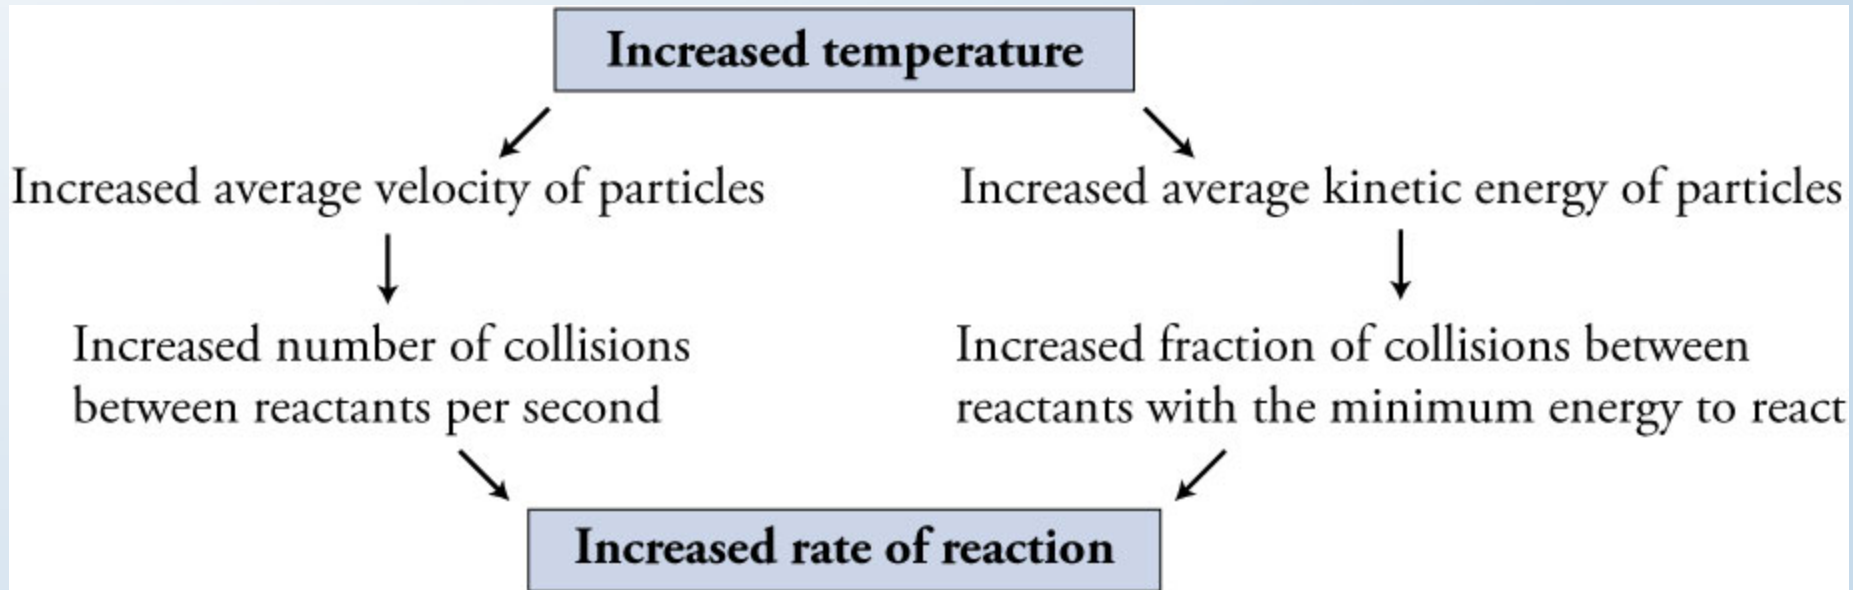 Increased temperature
Increased average velocity of particles
Increased average kinetic energy of particles
Increased number of collisions
between reactants per second
Increased fraction of collisions between
reactants with the minimum energy to react
Increased rate of reaction